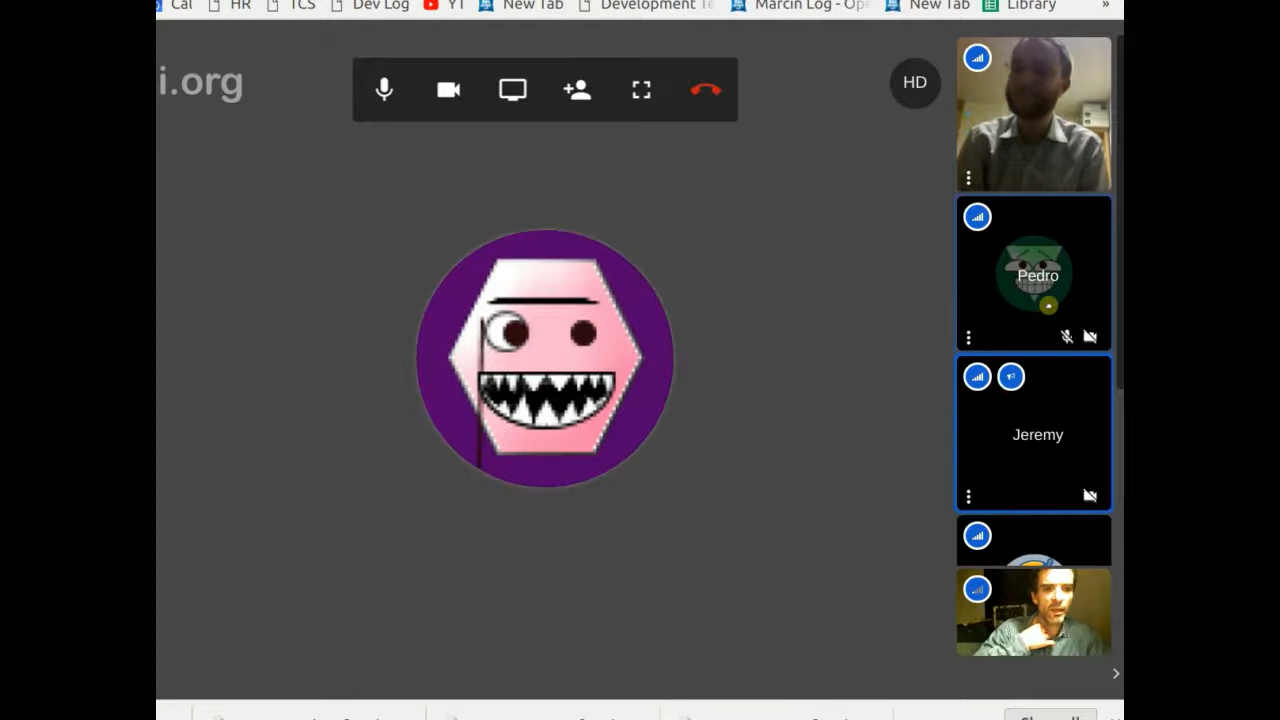 Cal HR TCS Dev Log YT New Tab Development Te Marcin Log - Op New Tab Library »
i.org
HD
Pedro
Jeremy